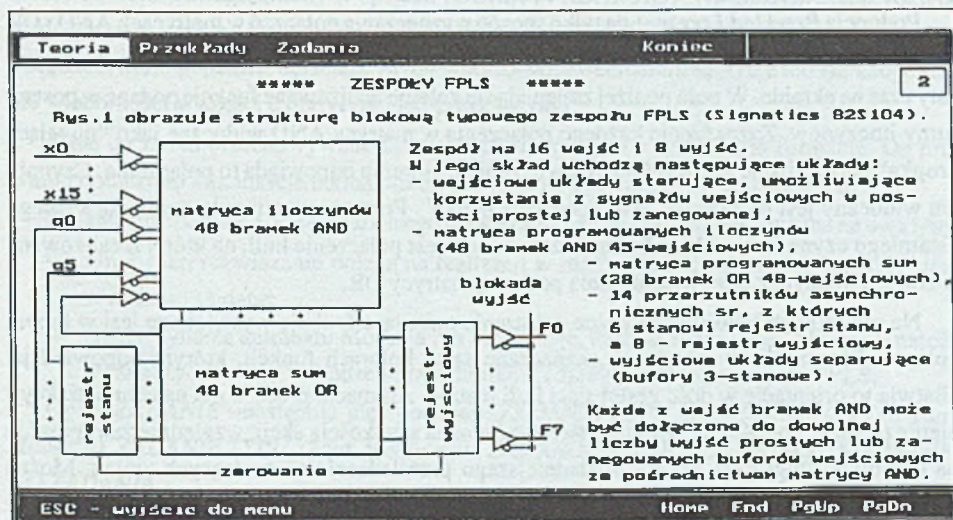 Teoria Przykłady Zadania Koniec
***** ZESPOŁY FPLS ***** 2
Rys.1 obrazuje strukturę blokową typowego zespołu FPLS (Signetics 82S104).
x0
x15
q0
q5
matryca iloczynów
48 bramek AND
matryca sum
48 bramek OR
rejestr
stanu
rejestr
wyjściowy
zerowanie
blokada
wyjść
F0
F7
Zespół ma 16 wejść i 8 wyjść.
W jego skład wchodzą następujące układy:
- wejściowe układy sterujące, umożliwiające
korzystanie z sygnałów wejściowych w pos-
taci prostej lub zanegowanej,
- matryca programowanych iloczynów
(48 bramek AND 45-wejściowych),
- matryca programowanych sum
(28 bramek OR 48-wejściowych)
- 14 przerzutników asynchro-
nicznych sr, z których
6 stanowi rejestr stanu,
a 8 - rejestr wyjściowy,
- wyjściowe układy separujące
(bufory 3-stanowe).
Każde z wejść bramek AND może
być dołączone do dowolnej
liczby wyjść prostych lub za-
negowanych buforów wejściowych
za pośrednictwem matrycy AND.
ESC - wyjście do menu Home End PgUp PgDn